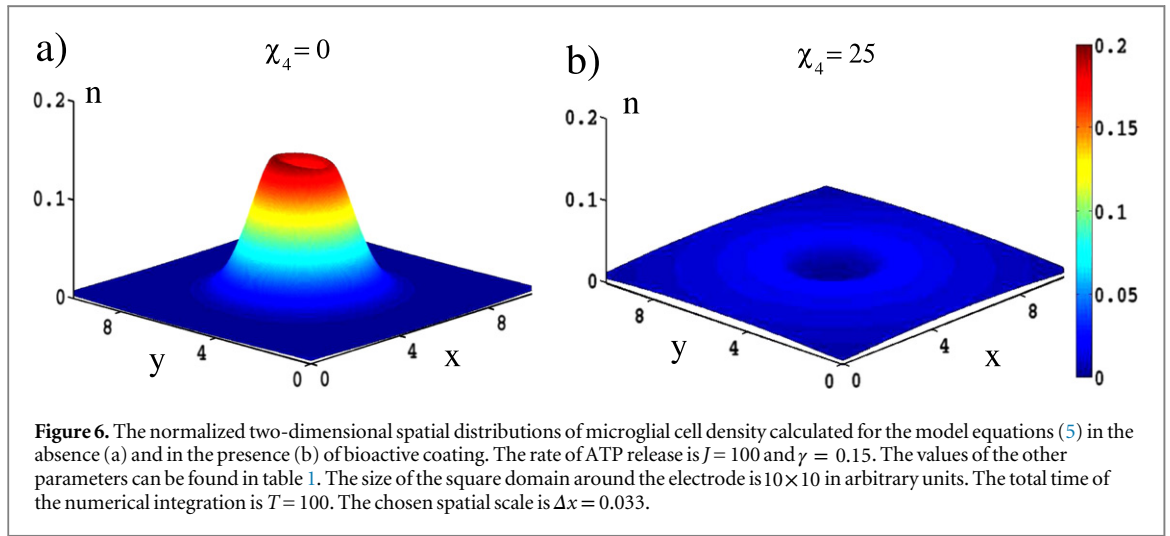 a)
χ₄ = 0
b)
χ₄ = 25
0.2
n
0.1
0
8
4
0
y
0
4
8
x
0.2
n
0.1
0
8
4
0
y
0
4
8
x
0.2
0.15
0.1
0.05
0
Figure 6. The normalized two-dimensional spatial distributions of microglial cell density calculated for the model equations (5) in the
absence (a) and in the presence (b) of bioactive coating. The rate of ATP release is J = 100 and γ = 0.15. The values of the other
parameters can be found in table 1. The size of the square domain around the electrode is 10×10 in arbitrary units. The total time of
the numerical integration is T = 100. The chosen spatial scale is Δx = 0.033.